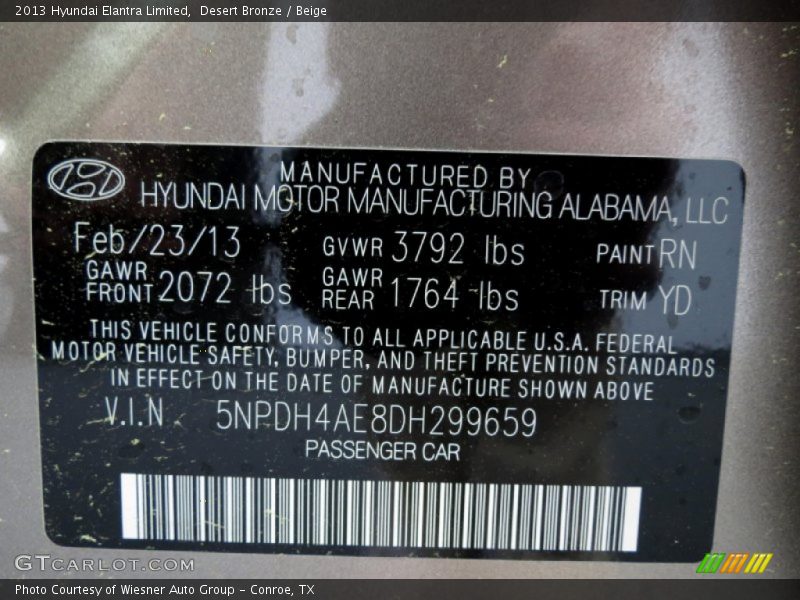 2013 Hyundai Elantra Limited,  Desert Bronze / Beige
MANUFACTURED BY
HYUNDAI MOTOR MANUFACTURING ALABAMA, LLC
Feb/23/13 GVWR 3792 lbs PAINT RN
GAWR FRONT 2072 lbs GAWR REAR 1764 lbs TRIM YD
THIS VEHICLE CONFORMS TO ALL APPLICABLE U.S.A. FEDERAL
MOTOR VEHICLE SAFETY, BUMPER, AND THEFT PREVENTION STANDARDS
IN EFFECT ON THE DATE OF MANUFACTURE SHOWN ABOVE
V.I.N 5NPDH4AE8DH299659
PASSENGER CAR
GTCARLOT.COM
Photo Courtesy of Wiesner Auto Group - Conroe, TX